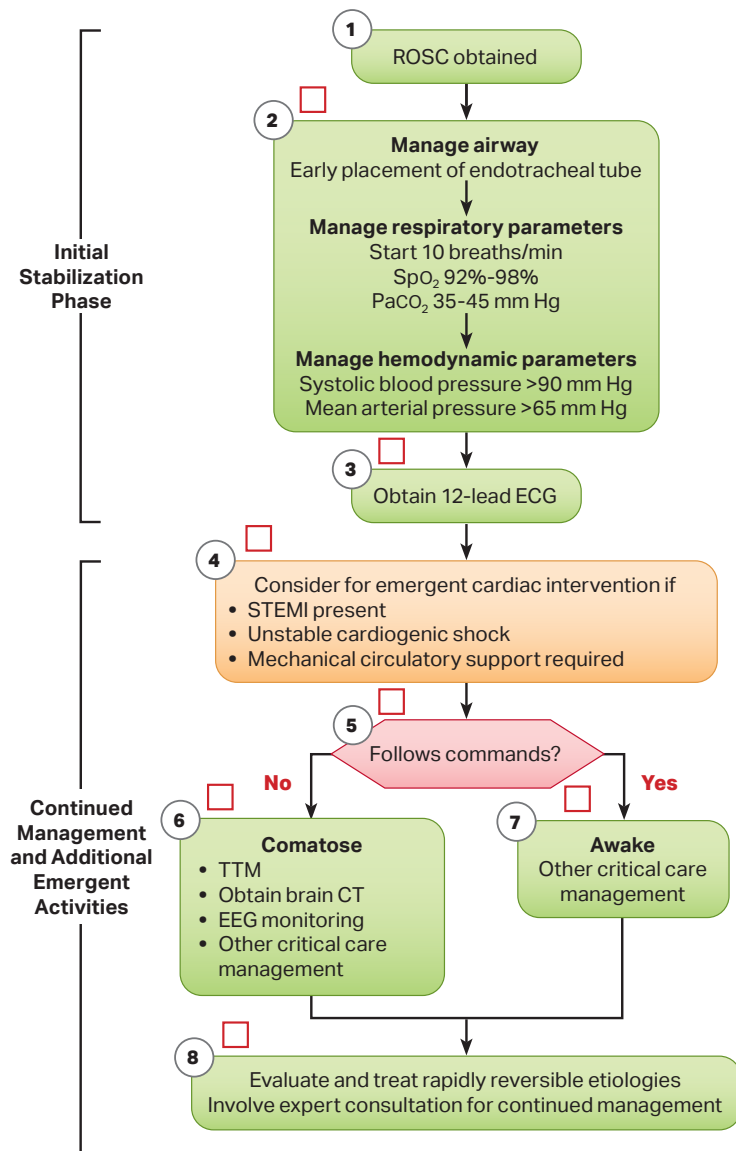 1
ROSC obtained
2
Manage airway
Early placement of endotracheal tube
Manage respiratory parameters
Start 10 breaths/min
SpO₂ 92%-98%
PaCO₂ 35-45 mm Hg
Manage hemodynamic parameters
Systolic blood pressure >90 mm Hg
Mean arterial pressure >65 mm Hg
Initial
Stabilization
Phase
3
Obtain 12-lead ECG
4
Consider for emergent cardiac intervention if
• STEMI present
• Unstable cardiogenic shock
• Mechanical circulatory support required
5
Follows commands?
No
Yes
Continued
Management
and Additional
Emergent
Activities
6
Comatose
• TTM
• Obtain brain CT
• EEG monitoring
• Other critical care
management
7
Awake
Other critical care
management
8
Evaluate and treat rapidly reversible etiologies
Involve expert consultation for continued management